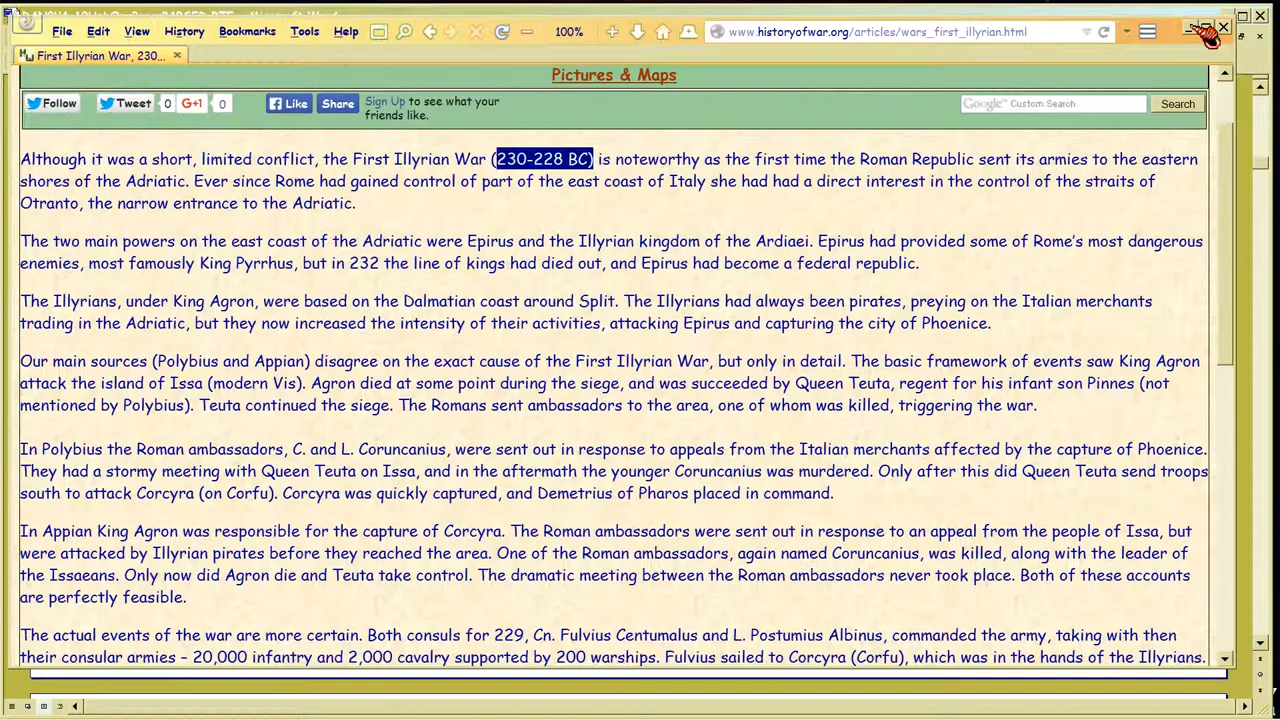 File Edit View History Bookmarks Tools Help 100% www.historyofwar.org/articles/wars_first_illyrian.html
First Illyrian War, 230...
Pictures & Maps
Follow Tweet 0 G+1 0 Like Share Sign Up to see what your
friends like.
Google™ Custom Search Search
Although it was a short, limited conflict, the First Illyrian War (230-228 BC) is noteworthy as the first time the Roman Republic sent its armies to the eastern
shores of the Adriatic. Ever since Rome had gained control of part of the east coast of Italy she had had a direct interest in the control of the straits of
Otranto, the narrow entrance to the Adriatic.
The two main powers on the east coast of the Adriatic were Epirus and the Illyrian kingdom of the Ardiaei. Epirus had provided some of Rome's most dangerous
enemies, most famously King Pyrrhus, but in 232 the line of kings had died out, and Epirus had become a federal republic.
The Illyrians, under King Agron, were based on the Dalmatian coast around Split. The Illyrians had always been pirates, preying on the Italian merchants
trading in the Adriatic, but they now increased the intensity of their activities, attacking Epirus and capturing the city of Phoenice.
Our main sources (Polybius and Appian) disagree on the exact cause of the First Illyrian War, but only in detail. The basic framework of events saw King Agron
attack the island of Issa (modern Vis). Agron died at some point during the siege, and was succeeded by Queen Teuta, regent for his infant son Pinnes (not
mentioned by Polybius). Teuta continued the siege. The Romans sent ambassadors to the area, one of whom was killed, triggering the war.
In Polybius the Roman ambassadors, C. and L. Coruncanius, were sent out in response to appeals from the Italian merchants affected by the capture of Phoenice.
They had a stormy meeting with Queen Teuta on Issa, and in the aftermath the younger Coruncanius was murdered. Only after this did Queen Teuta send troops
south to attack Corcyra (on Corfu). Corcyra was quickly captured, and Demetrius of Pharos placed in command.
In Appian King Agron was responsible for the capture of Corcyra. The Roman ambassadors were sent out in response to an appeal from the people of Issa, but
were attacked by Illyrian pirates before they reached the area. One of the Roman ambassadors, again named Coruncanius, was killed, along with the leader of
the Issaeans. Only now did Agron die and Teuta take control. The dramatic meeting between the Roman ambassadors never took place. Both of these accounts
are perfectly feasible.
The actual events of the war are more certain. Both consuls for 229, Cn. Fulvius Centumalus and L. Postumius Albinus, commanded the army, taking with then
their consular armies – 20,000 infantry and 2,000 cavalry supported by 200 warships. Fulvius sailed to Corcyra (Corfu), which was in the hands of the Illyrians.